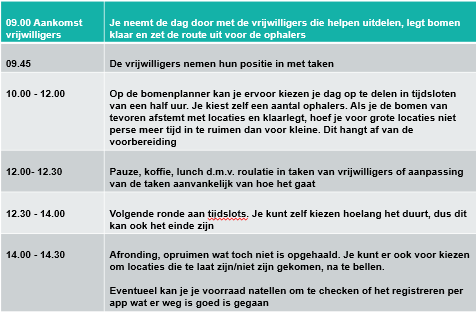 09.00 Aankomst
vrijwilligers
Je neemt de dag door met de vrijwilligers die helpen uitdelen, legt bomen
klaar en zet de route uit voor de ophalers
09.45
De vrijwilligers nemen hun positie in met taken
10.00 - 12.00
Op de bomenplanner kan je ervoor kiezen je dag op te delen in tijdsloten
van een half uur. Je kiest zelf een aantal ophalers. Als je de bomen van
tevoren afstemt met locaties en klaarlegt, hoef je voor grote locaties niet
perse meer tijd in te ruimen dan voor kleine. Dit hangt af van de
voorbereiding
12.00- 12.30
Pauze, koffie, lunch d.m.v. roulatie in taken van vrijwilligers of aanpassing
van de taken aanvankelijk van hoe het gaat
12.30 - 14.00
Volgende ronde aan tijdslots. Je kunt zelf kiezen hoelang het duurt, dus dit
kan ook het einde zijn
14.00 - 14.30
Afronding, opruimen wat toch niet is opgehaald. Je kunt er ook voor kiezen
om locaties die te laat zijn/niet zijn gekomen, na te bellen.
Eventueel kan je je voorraad natellen om te checken of het registreren per
app wat er weg is goed is gegaan